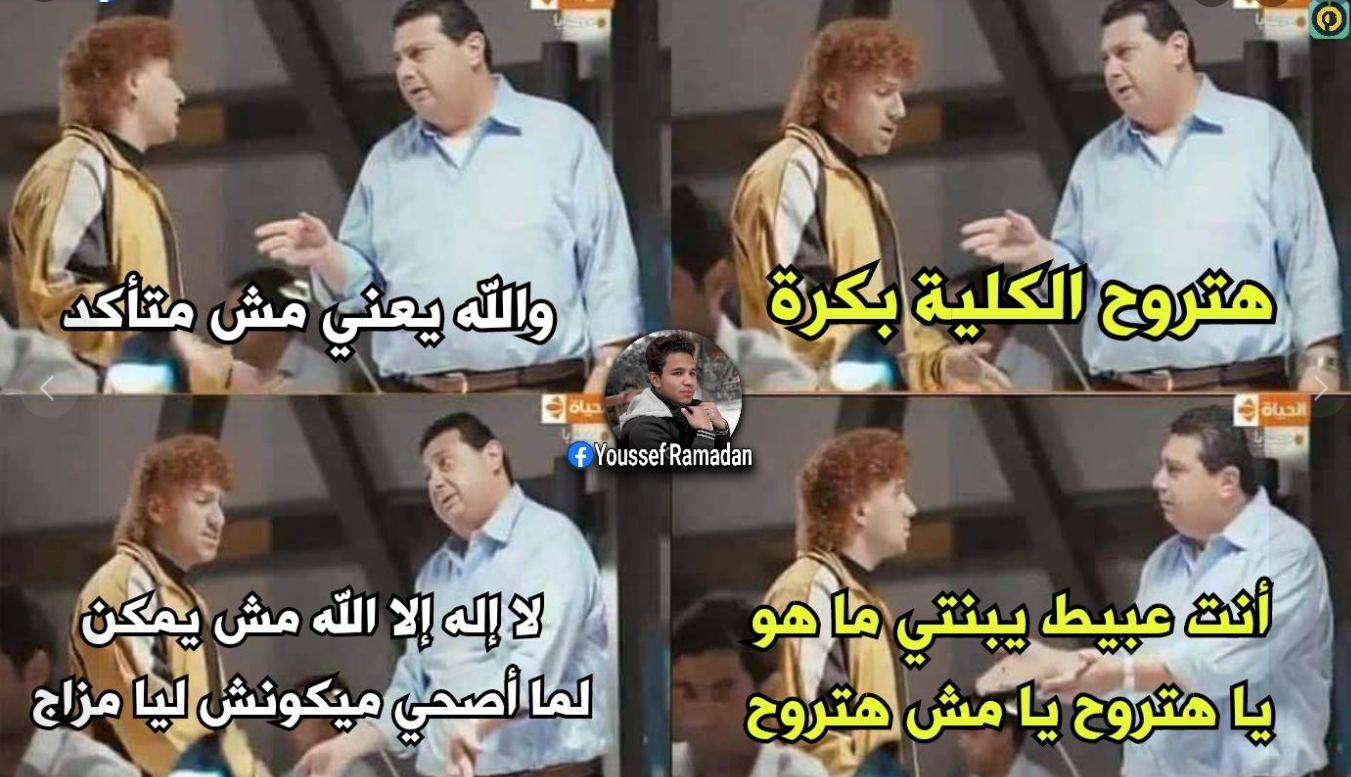 هتروح الكلية بكرة
والله يعني مش متأكد
الحياة
أنت عبيط يبنتي ما هو
يا هتروح يا مش هتروح
لا إله إلا الله مش يمكن
لما أصحي ميكونش ليا مزاج
Youssef Ramadan